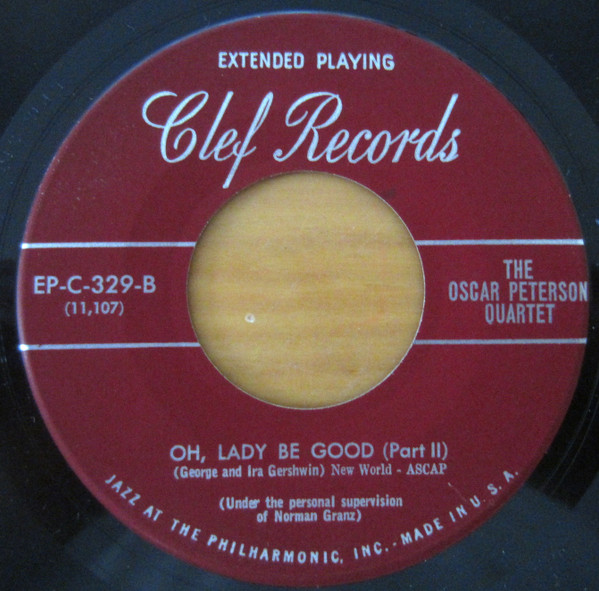 EXTENDED PLAYING
Clef Records
EP-C-329-B
(11,107)
THE
OSCAR PETERSON
QUARTET
OH, LADY BE GOOD (Part II)
(George and Ira Gershwin) New World - ASCAP
(Under the personal supervision
of Norman Granz)
JAZZ AT THE PHILHARMONIC, INC. - MADE IN U.S.A.